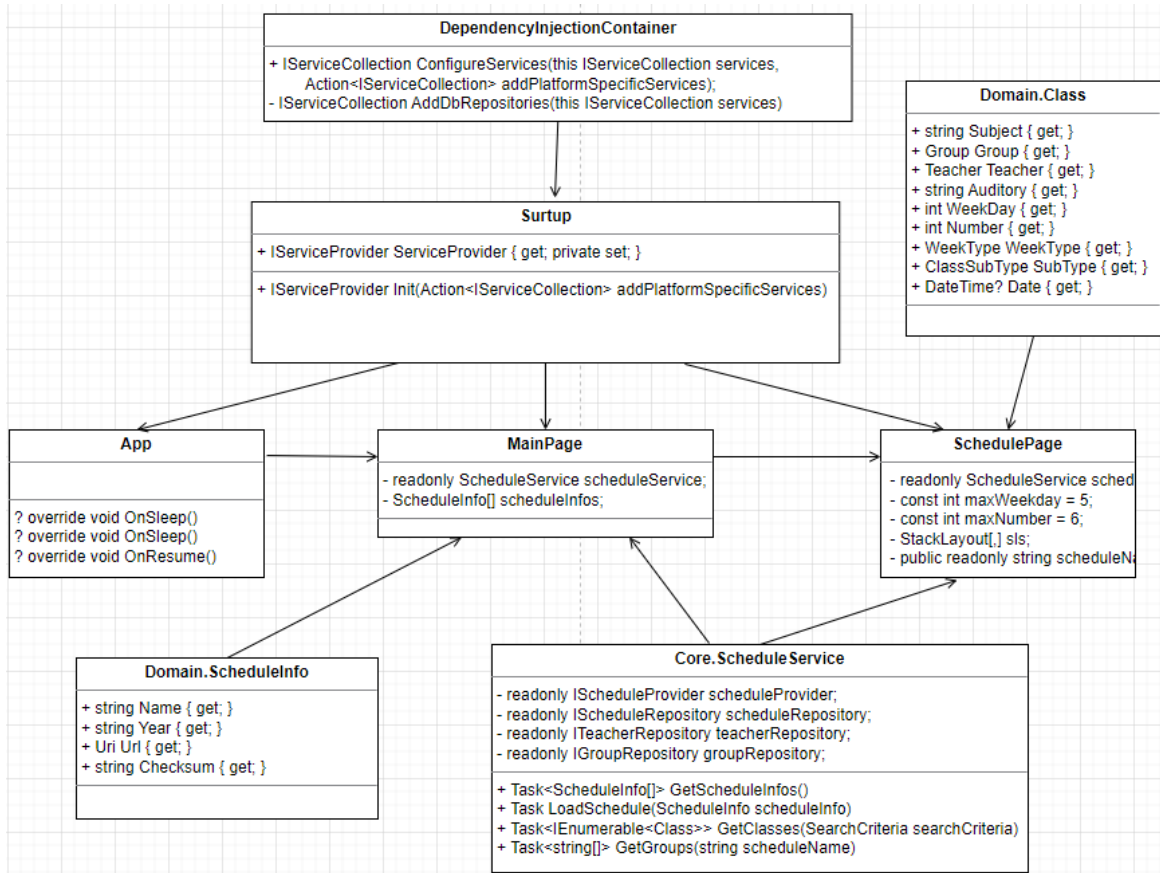 DependencyInjectionContainer
+ IServiceCollection ConfigureServices(this IServiceCollection services,
Action<IServiceCollection> addPlatformSpecificServices);
- IServiceCollection AddDbRepositories(this IServiceCollection services)
Domain.Class
+ string Subject { get; }
+ Group Group { get; }
+ Teacher Teacher { get; }
+ string Auditory { get; }
+ int WeekDay { get; }
+ int Number { get; }
+ WeekType WeekType { get; }
+ ClassSubType SubType { get; }
+ DateTime? Date { get; }
Surtup
+ IServiceProvider ServiceProvider { get; private set; }
+ IServiceProvider Init(Action<IServiceCollection> addPlatformSpecificServices)
App
? override void OnSleep()
? override void OnSleep()
? override void OnResume()
MainPage
- readonly ScheduleService scheduleService;
- ScheduleInfo[] scheduleInfos;
SchedulePage
- readonly ScheduleService sched
- const int maxWeekday = 5;
- const int maxNumber = 6;
- StackLayout[,] sls;
- public readonly string scheduleNa
Domain.ScheduleInfo
+ string Name { get; }
+ string Year { get; }
+ Uri Url { get; }
+ string Checksum { get; }
Core.ScheduleService
- readonly IScheduleProvider scheduleProvider;
- readonly IScheduleRepository scheduleRepository;
- readonly ITeacherRepository teacherRepository;
- readonly IGroupRepository groupRepository;
+ Task<ScheduleInfo[]> GetScheduleInfos()
+ Task LoadSchedule(ScheduleInfo scheduleInfo)
+ Task<IEnumerable<Class>> GetClasses(SearchCriteria searchCriteria)
+ Task<string[]> GetGroups(string scheduleName)